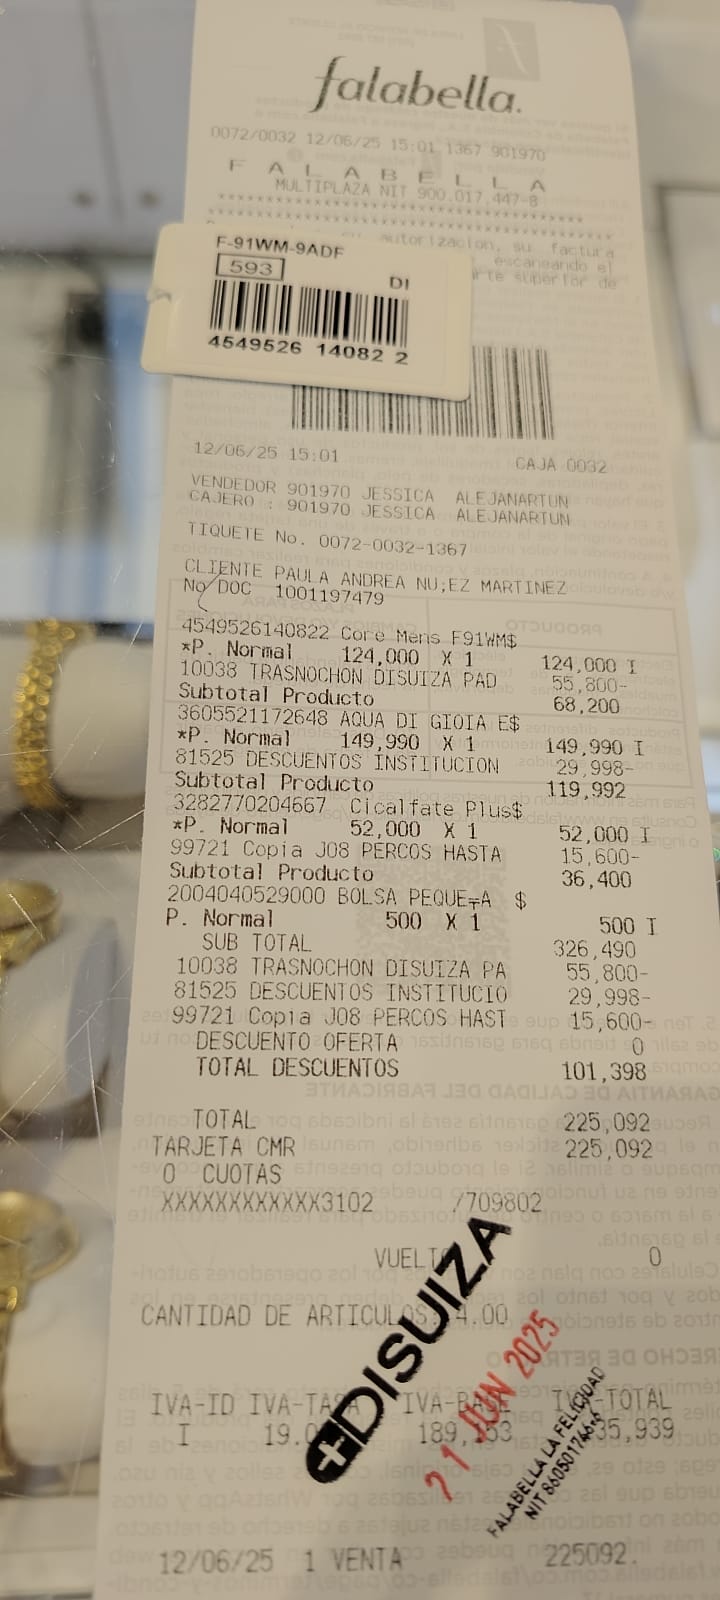 falabella.
0072/0032 12/06/25 15:01 1367 901970
F A L A B E L L A
MULTIPLAZA NIT 900.017.447-8
autorizacion, su factura
escaneando el
superior de
F-91WM-9ADF
593
DI
4549526 14082 2
12/06/25 15:01 CAJA 0032
VENDEDOR 901970 JESSICA ALEJANARTUN
CAJERO : 901970 JESSICA ALEJANARTUN
TIQUETE No. 0072-0032-1367
CLIENTE PAULA ANDREA NU;EZ MARTINEZ
No DOC 1001197479
4549526140822 Core Mens F91WM$
*P. Normal 124,000 X 1 124,000 I
10038 TRASNOCHON DISUIZA PAD 55,800-
Subtotal Producto 68,200
3605521172648 AQUA DI GIOIA E$
*P. Normal 149,990 X 1 149,990 I
81525 DESCUENTOS INSTITUCION 29,998-
Subtotal Producto 119,992
3282770204667 Cicalfate Plus$
*P. Normal 52,000 X 1 52,000 I
99721 Copia J08 PERCOS HASTA 15,600-
Subtotal Producto 36,400
2004040529000 BOLSA PEQUE╤A $
P. Normal 500 X 1 500 I
SUB TOTAL 326,490
10038 TRASNOCHON DISUIZA PA 55,800-
81525 DESCUENTOS INSTITUCIO 29,998-
99721 Copia J08 PERCOS HAST 15,600-
DESCUENTO OFERTA 0
TOTAL DESCUENTOS 101,398
TOTAL 225,092
TARJETA CMR 225,092
0 CUOTAS
XXXXXXXXXXXX3102 /709802
VUELTO 0
CANTIDAD DE ARTICULOS: 4.00
DISUIZA
21 JUN 2025
FALABELLA LA FELICIDAD
IVA-ID IVA-TASA IVA-BASE IVA-TOTAL
I 19.0 35,939
12/06/25 1 VENTA 225092.